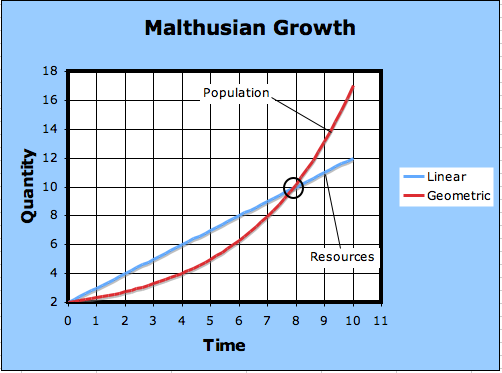 Malthusian Growth
Quantity
18
16
14
12
10
8
6
4
2
Population
Resources
0 1 2 3 4 5 6 7 8 9 10 11
Time
Linear
Geometric